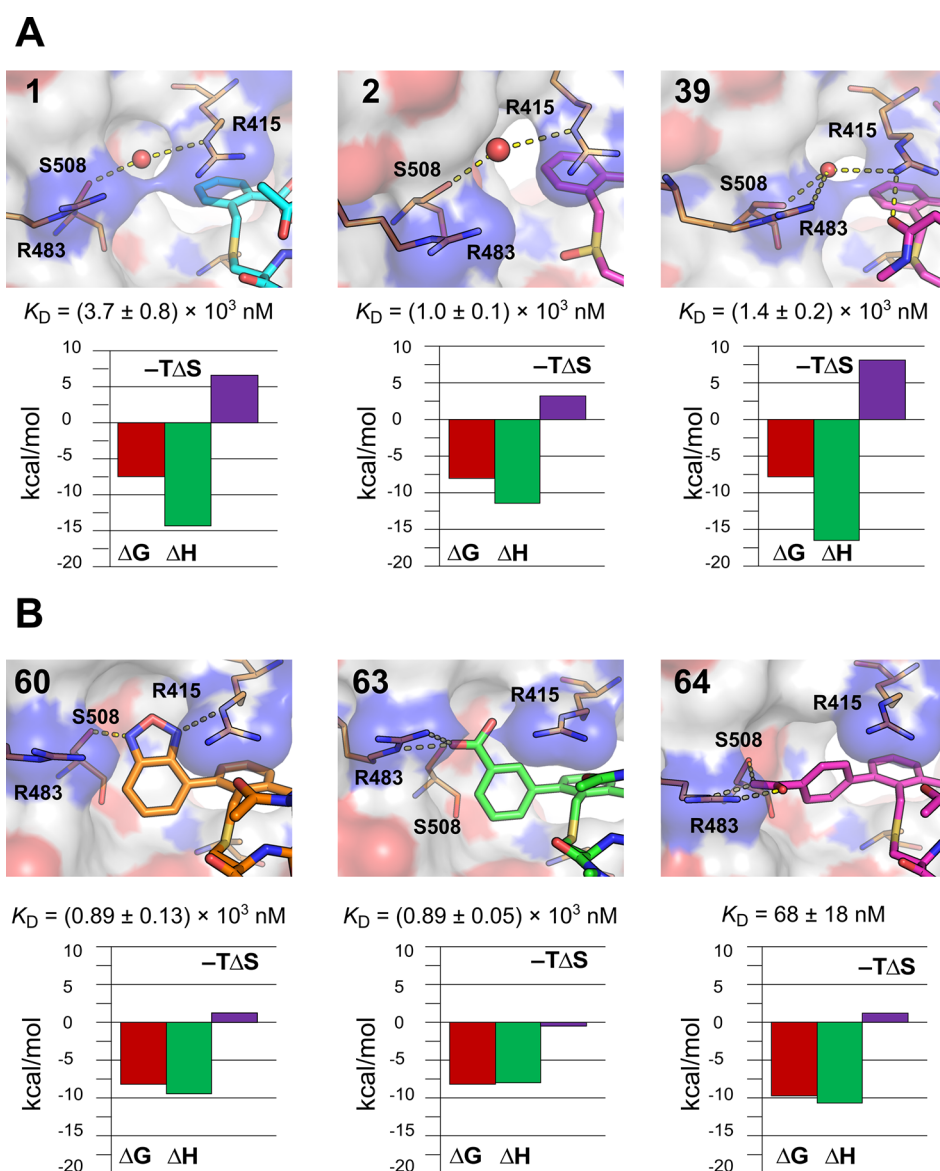 A
1 2 39
R415 R415 R415
S508 S508 S508
R483 R483 R483
K_D = (3.7 ± 0.8) × 10³ nM K_D = (1.0 ± 0.1) × 10³ nM K_D = (1.4 ± 0.2) × 10³ nM
kcal/mol
10
5
0
-5
-10
-15
-20
–TΔS
ΔG ΔH
kcal/mol
10
5
0
-5
-10
-15
-20
–TΔS
ΔG ΔH
kcal/mol
10
5
0
-5
-10
-15
-20
–TΔS
ΔG ΔH
B
60 63 64
R415 R415 R415
S508 R483 S508
R483 S508 R483
K_D = (0.89 ± 0.13) × 10³ nM K_D = (0.89 ± 0.05) × 10³ nM K_D = 68 ± 18 nM
kcal/mol
10
5
0
-5
-10
-15
-20
–TΔS
ΔG ΔH
kcal/mol
10
5
0
-5
-10
-15
-20
–TΔS
ΔG ΔH
kcal/mol
10
5
0
-5
-10
-15
-20
–TΔS
ΔG ΔH